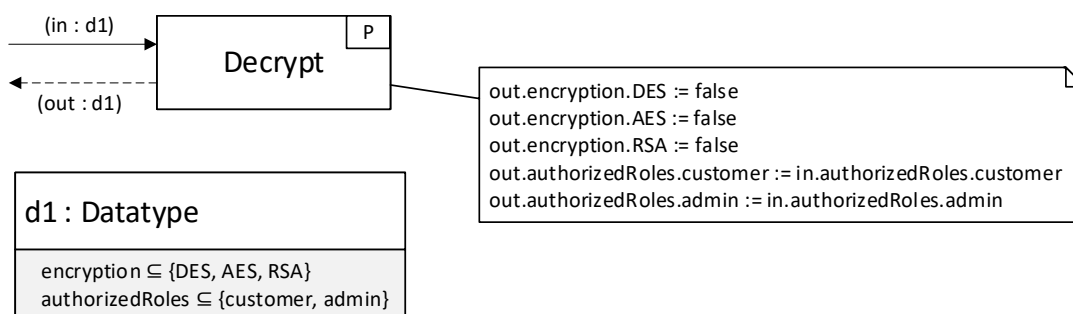 (in : d1)
P
Decrypt
(out : d1)
out.encryption.DES := false
out.encryption.AES := false
out.encryption.RSA := false
out.authorizedRoles.customer := in.authorizedRoles.customer
out.authorizedRoles.admin := in.authorizedRoles.admin
d1 : Datatype
encryption ⊆ {DES, AES, RSA}
authorizedRoles ⊆ {customer, admin}